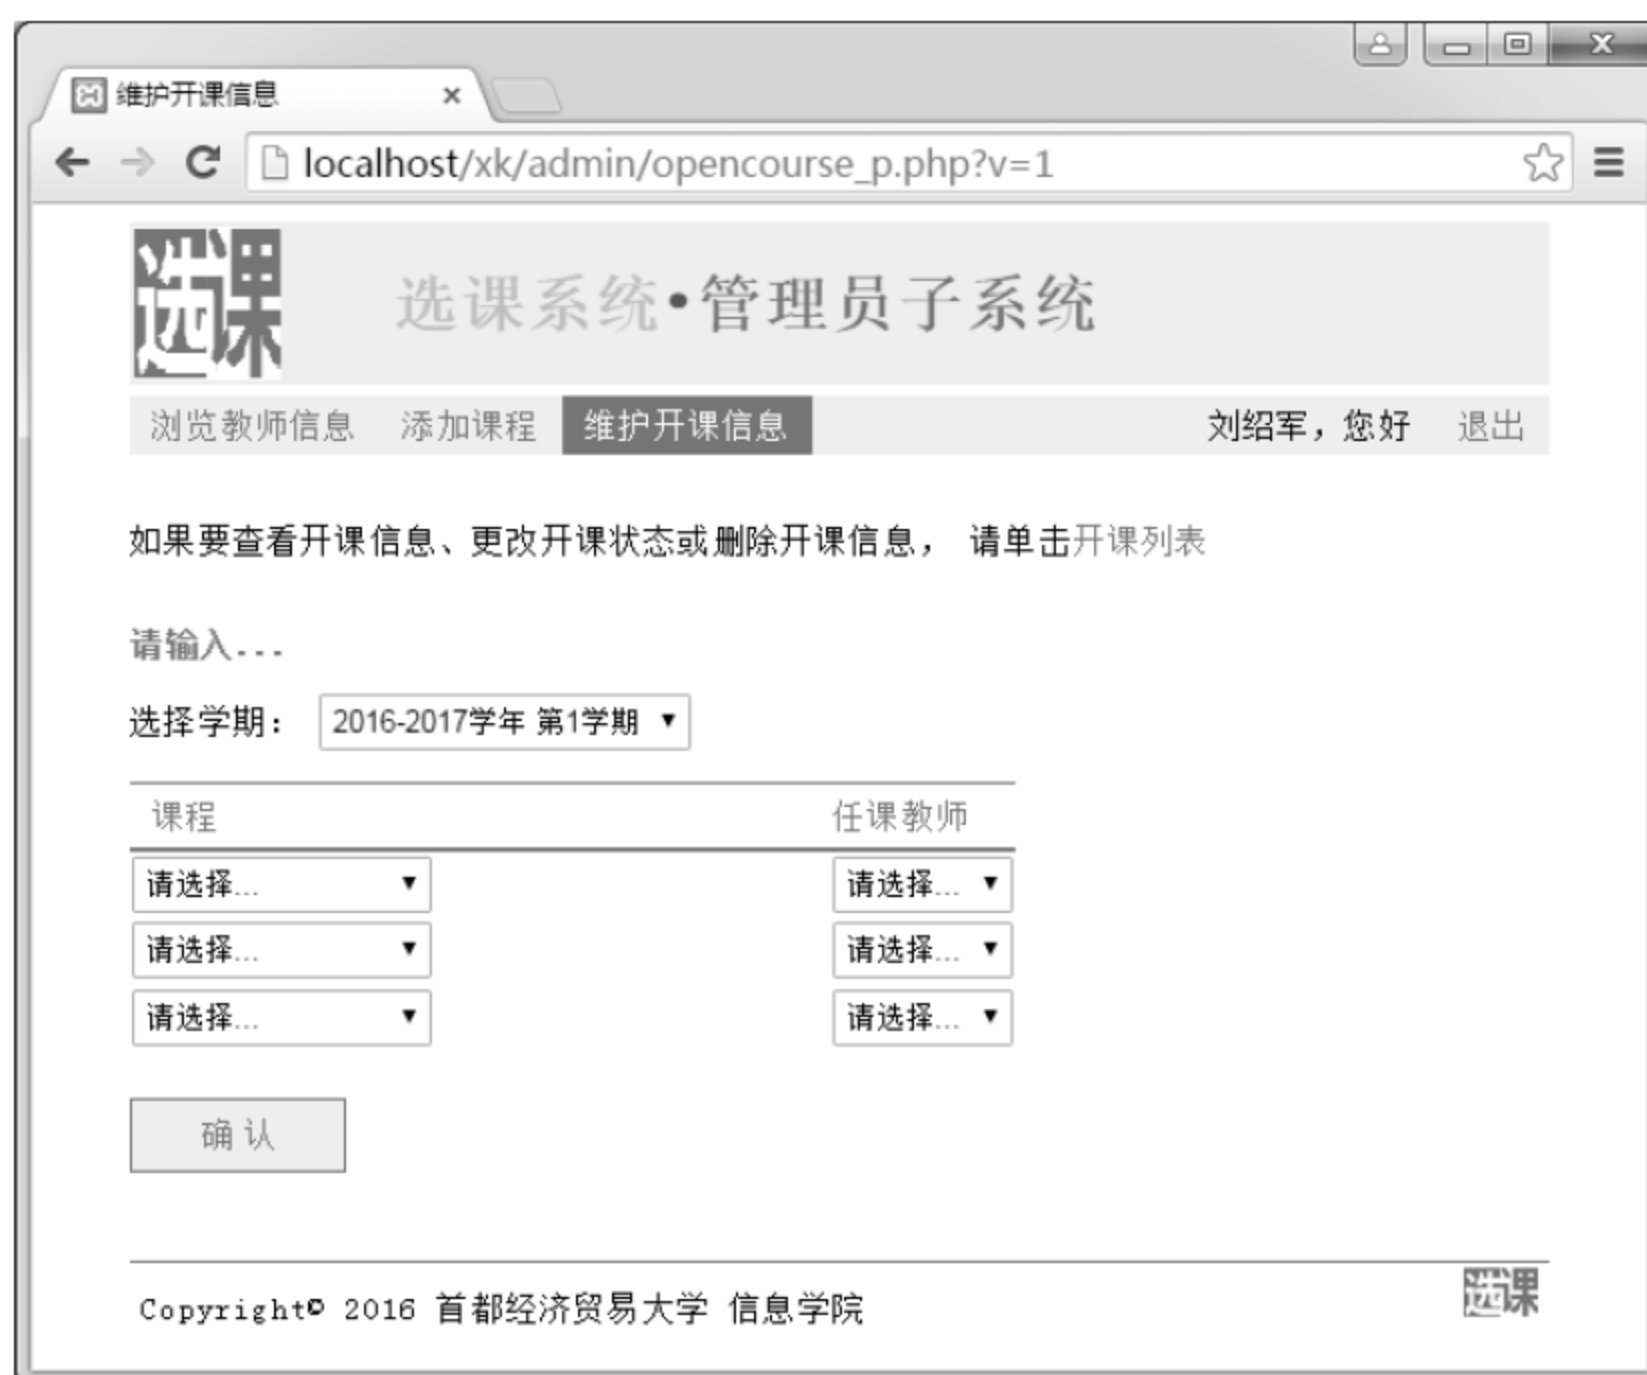 维护开课信息
localhost/xk/admin/opencourse_p.php?v=1
选课 选课系统•管理员子系统
浏览教师信息 添加课程 维护开课信息 刘绍军，您好 退出
如果要查看开课信息、更改开课状态或删除开课信息， 请单击开课列表
请输入...
选择学期： 2016-2017学年 第1学期
课程 任课教师
请选择... 请选择...
请选择... 请选择...
请选择... 请选择...
确 认
Copyright© 2016 首都经济贸易大学 信息学院 选课